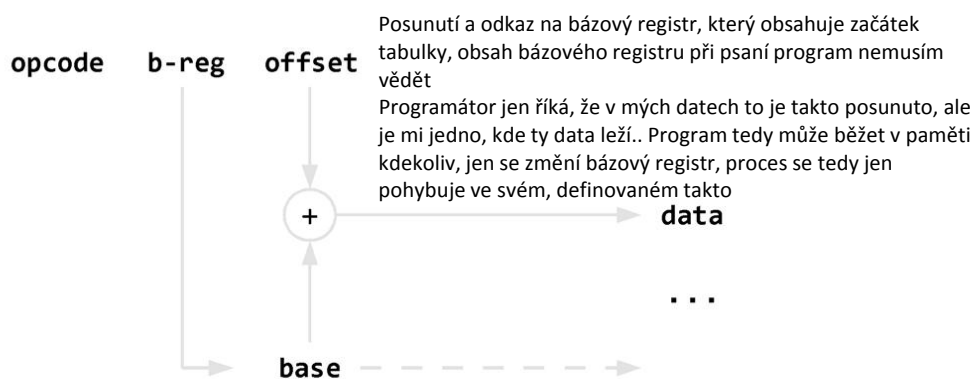 opcode b-reg offset
Posunutí a odkaz na bázový registr, který obsahuje začátek
tabulky, obsah bázového registru při psaní program nemusím
vědět
Programátor jen říká, že v mých datech to je takto posunuto, ale
je mi jedno, kde ty data leží.. Program tedy může běžet v paměti
kdekoliv, jen se změní bázový registr, proces se tedy jen
pohybuje ve svém, definovaném takto
+
data
...
base